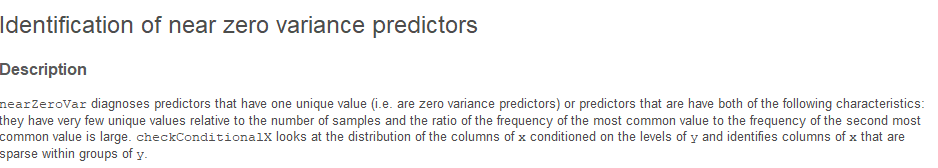 Identification of near zero variance predictors
Description
nearZeroVar diagnoses predictors that have one unique value (i.e. are zero variance predictors) or predictors that are have both of the following characteristics:
they have very few unique values relative to the number of samples and the ratio of the frequency of the most common value to the frequency of the second most
common value is large. checkConditionalX looks at the distribution of the columns of x conditioned on the levels of y and identifies columns of x that are
sparse within groups of y.